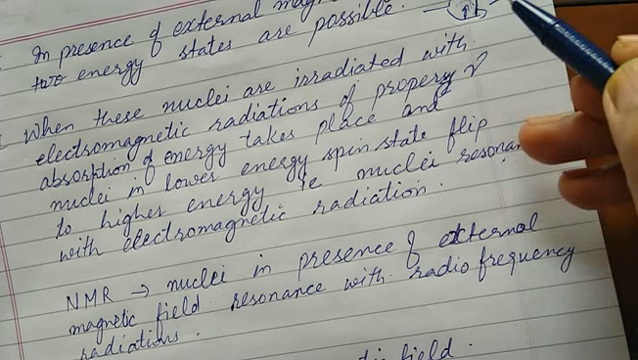 In presence of external
two energy states are possible.
When these nuclei are irradiated with
electromagnetic radiations of propery ν
absorption of energy takes place and
nuclei in lower energy spin state flip
to higher energy ie nuclei resonan
with electromagnetic radiation.
NMR → nuclei in presence of external
magnetic field resonance with radio frequency
radiations.
field.